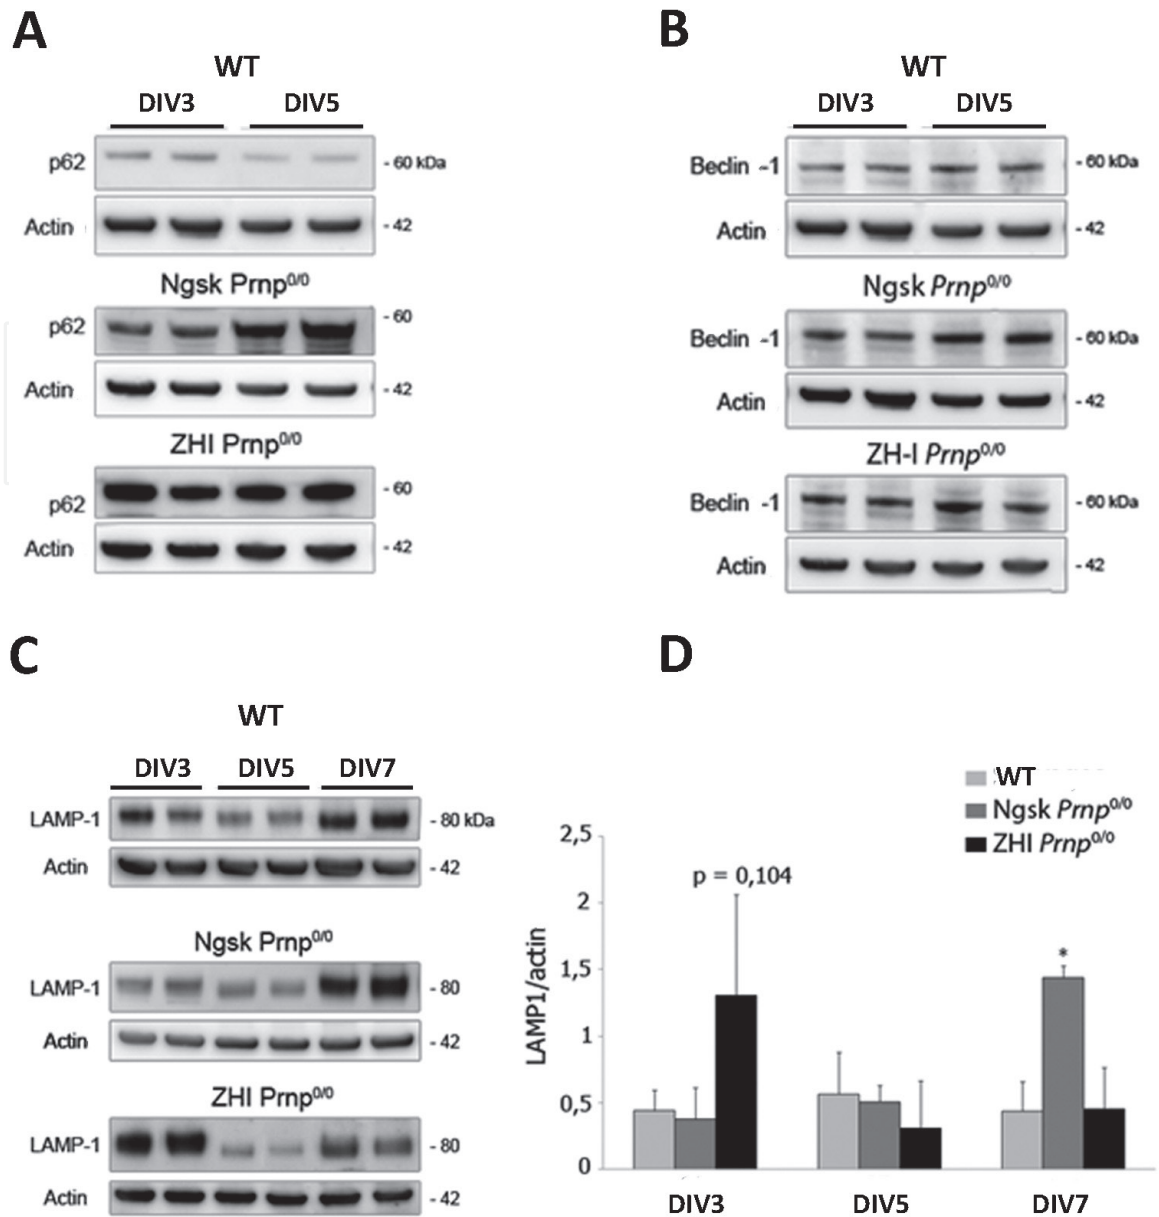 A
WT
DIV3 DIV5
p62 - 60 kDa
Actin - 42
Ngsk Prnp0/0
p62 - 60
Actin - 42
ZHI Prnp0/0
p62 - 60
Actin - 42
B
WT
DIV3 DIV5
Beclin -1 - 60 kDa
Actin - 42
Ngsk Prnp0/0
Beclin -1 - 60 kDa
Actin - 42
ZH-I Prnp0/0
Beclin -1 - 60 kDa
Actin - 42
C
WT
DIV3 DIV5 DIV7
LAMP-1 - 80 kDa
Actin - 42
Ngsk Prnp0/0
LAMP-1 - 80
Actin - 42
ZHI Prnp0/0
LAMP-1 - 80
Actin - 42
D
WT
Ngsk Prnp0/0
ZHI Prnp0/0
LAMP1/actin
2,5
2
1,5
1
0,5
0
p = 0,104
*
DIV3 DIV5 DIV7